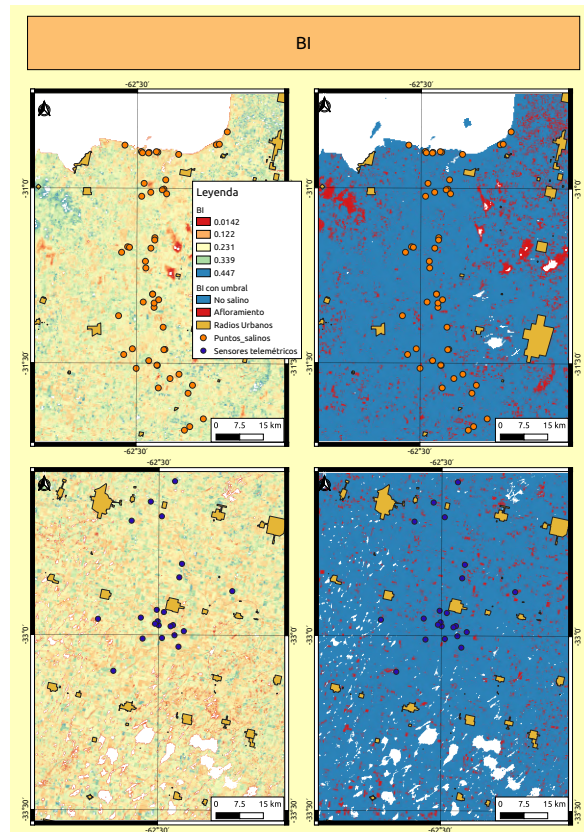 BI
-62°30'
-62°30'
-31°0'
-31°0'
Leyenda
BI
0.0142
0.122
0.231
0.339
0.447
BI con umbral
No salino
Afloramiento
Radios Urbanos
Puntos_salinos
Sensores telemétricos
-31°30'
-31°30'
0 7.5 15 km
0 7.5 15 km
-62°30'
-62°30'
-62°30'
-62°30'
-33°0'
-33°0'
-33°30'
-33°30'
0 7.5 15 km
0 7.5 15 km
-62°30'
-62°30'